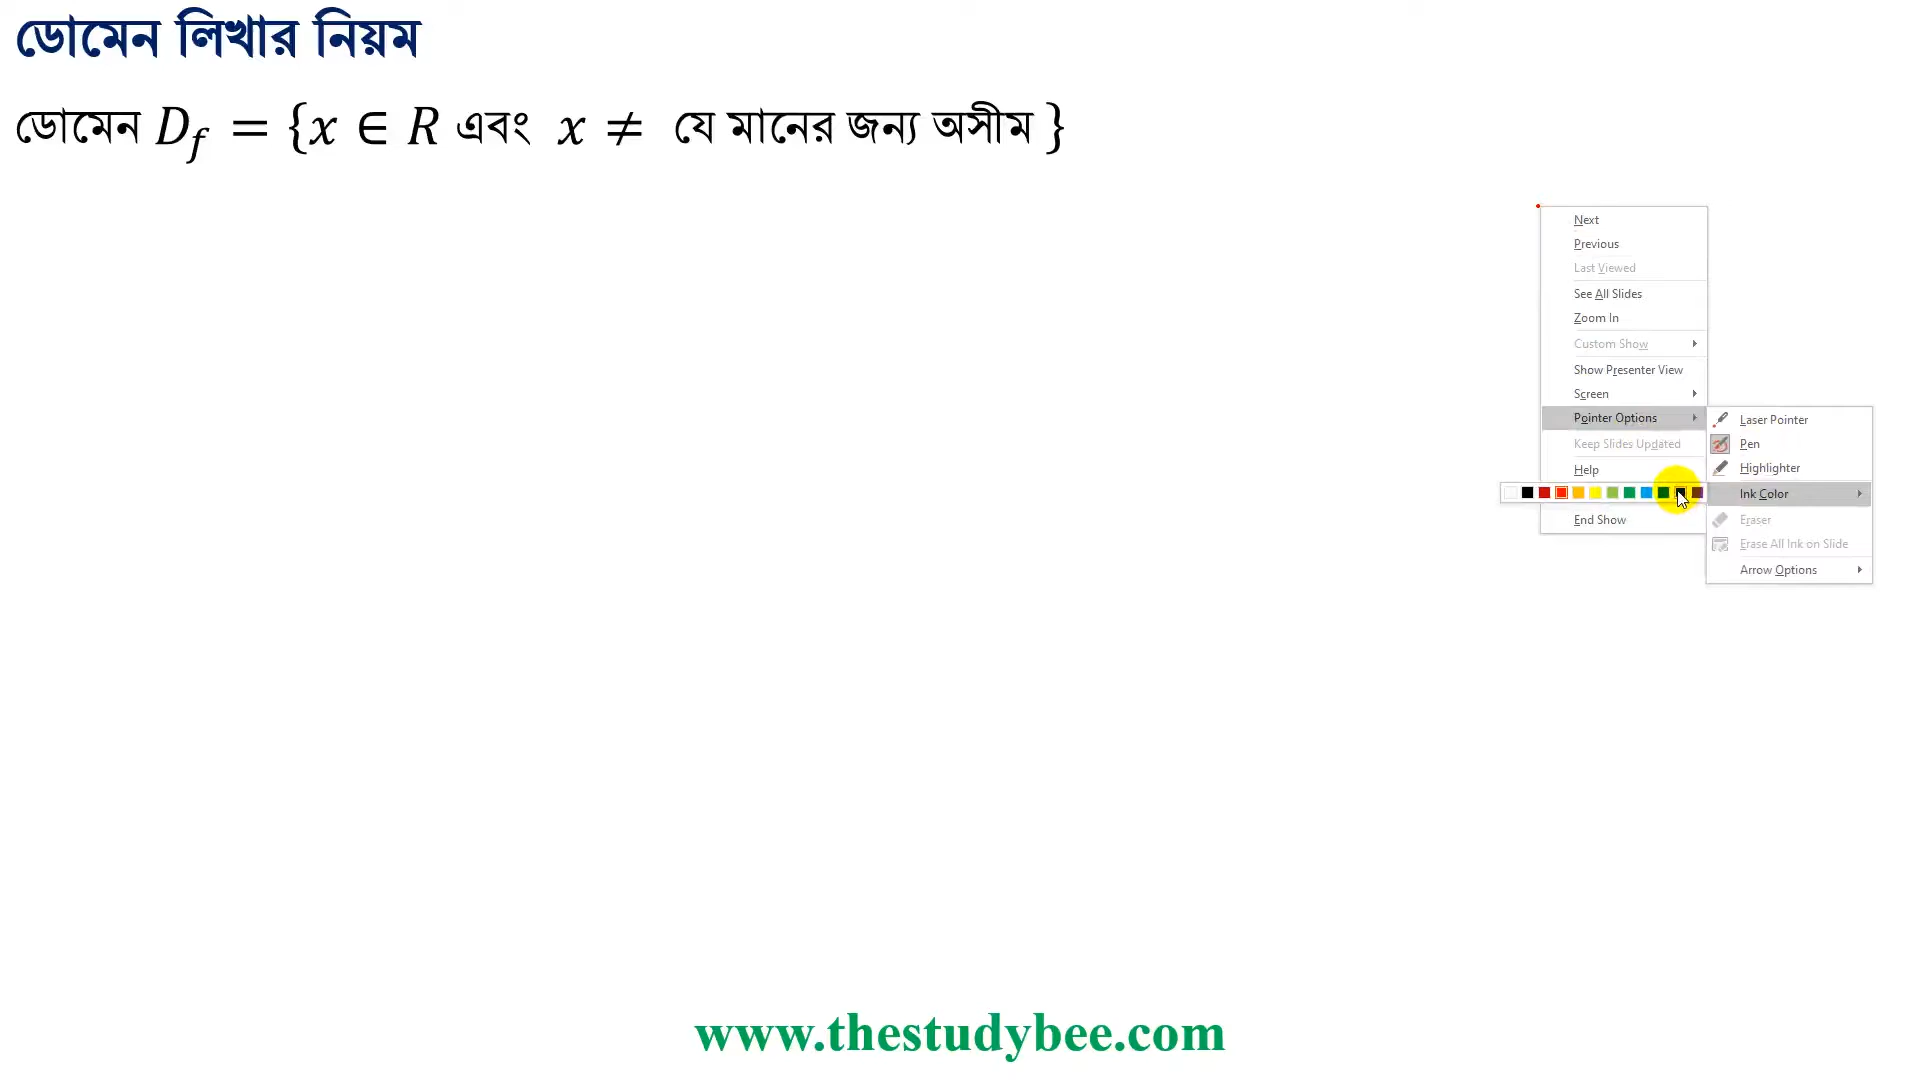 ডোমেন লিখার নিয়ম
ডোমেন D_f = {x ∈ R এবং x ≠ যে মানের জন্য অসীম }
Next
Previous
Last Viewed
See All Slides
Zoom In
Custom Show
Show Presenter View
Screen
Pointer Options
Keep Slides Updated
Help
End Show
Laser Pointer
Pen
Highlighter
Ink Color
Eraser
Erase All Ink on Slide
Arrow Options
www.thestudybee.com